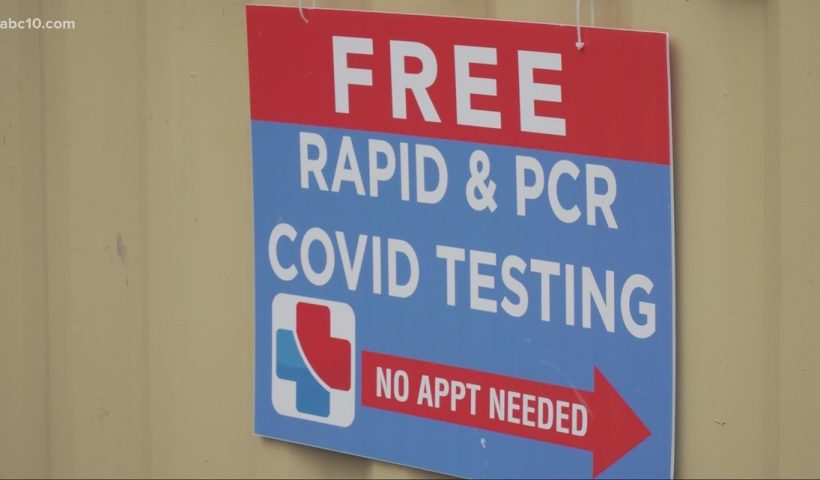 abc10.com
FREE
RAPID & PCR
COVID TESTING
NO APPT NEEDED